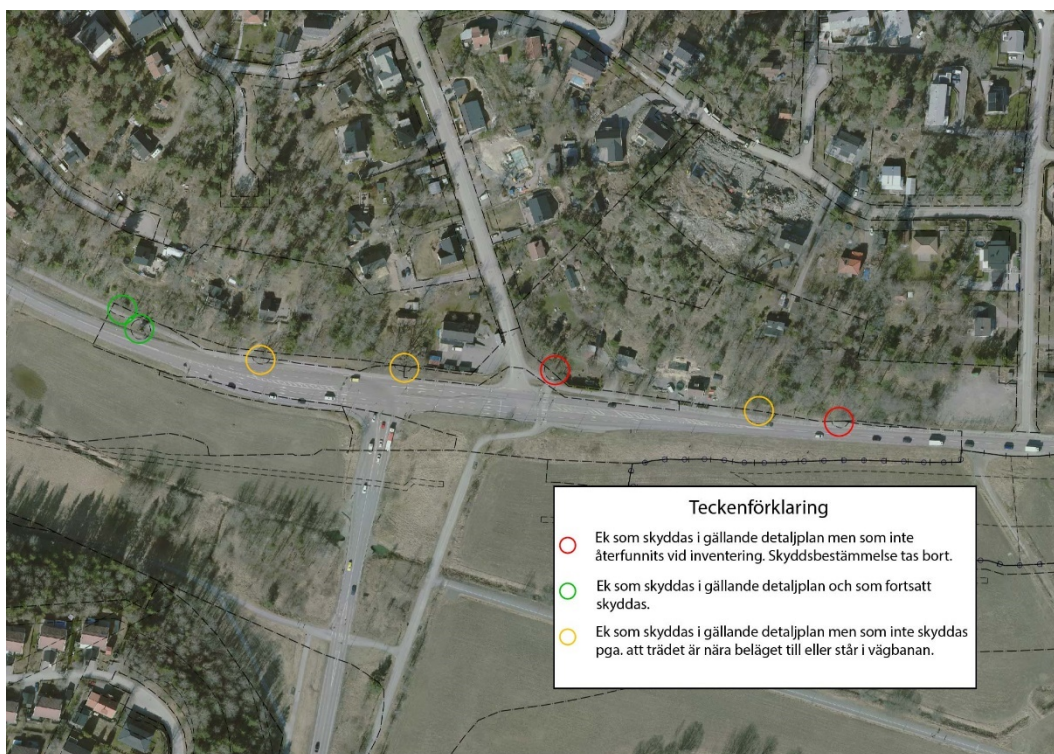 Teckenförklaring
Ek som skyddas i gällande detaljplan men som inte
återfunnits vid inventering. Skyddsbestämmelse tas bort.
Ek som skyddas i gällande detaljplan och som fortsatt
skyddas.
Ek som skyddas i gällande detaljplan men som inte skyddas
pga. att trädet är nära beläget till eller står i vägbanan.